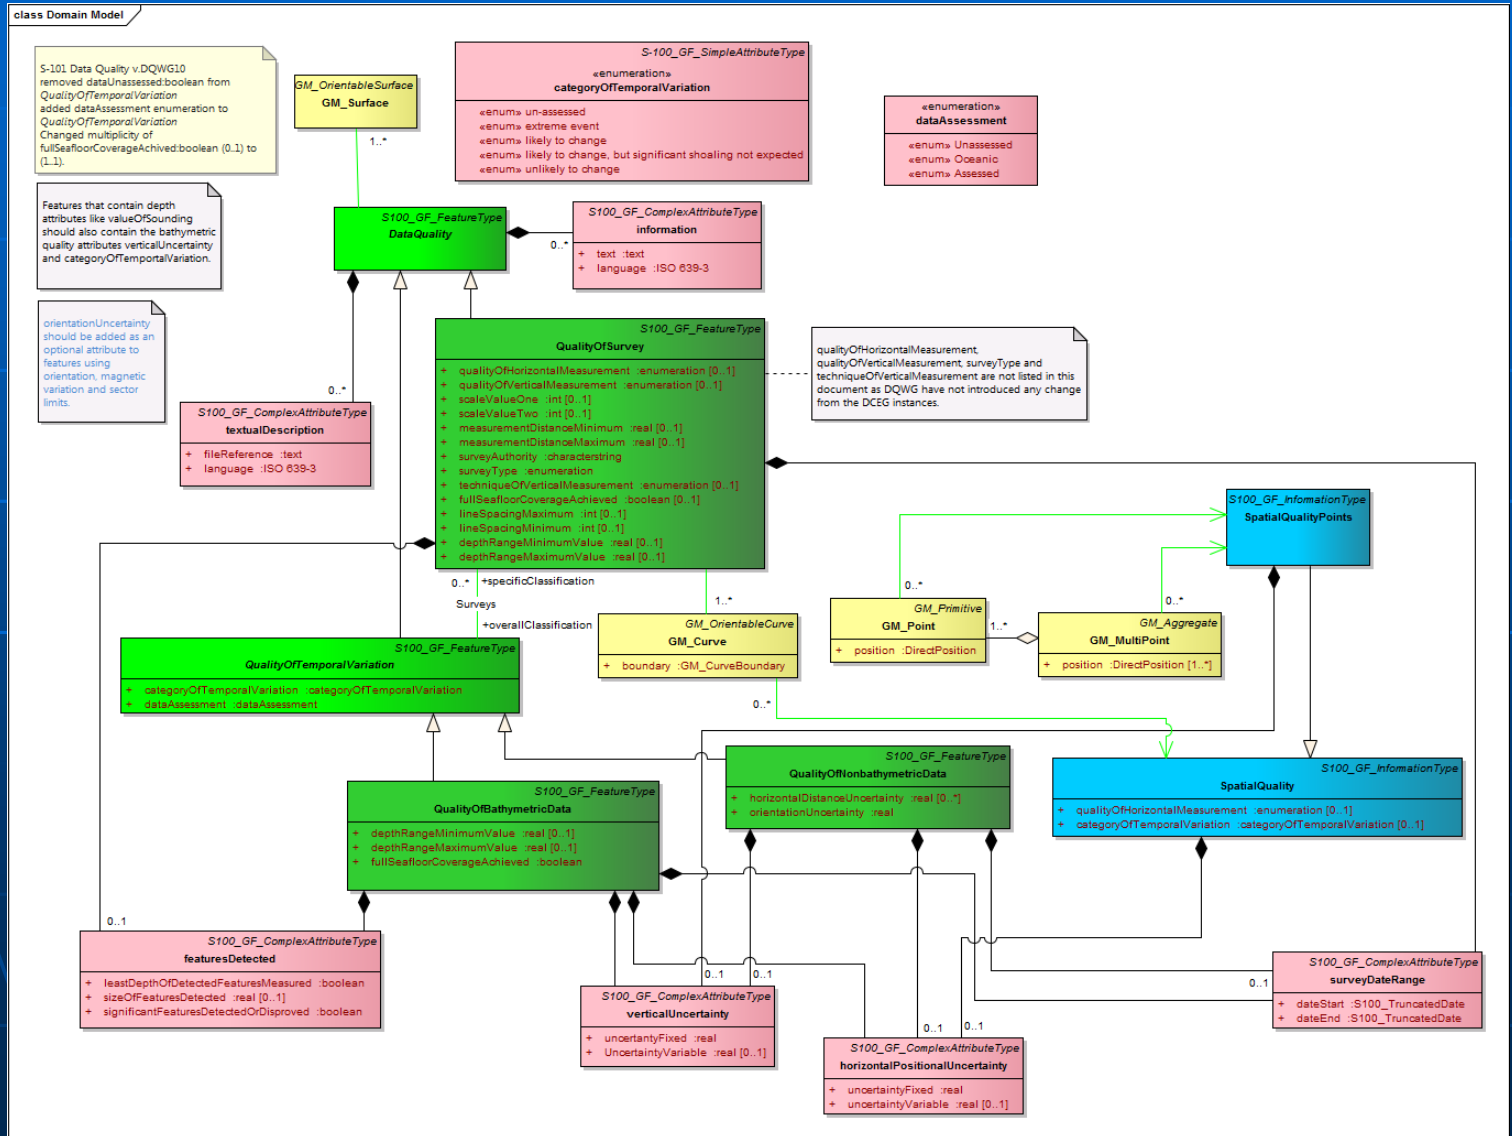 class Domain Model
S-101 Data Quality v.DQWG10
removed dataUnassessed:boolean from
QualityOfTemporalVariation
added dataAssessment enumeration to
QualityOfTemporalVariation
Changed multiplicity of
fullSeafloorCoverageAchived:boolean (0..1) to
(1..1).
Features that contain depth
attributes like valueOfSounding
should also contain the bathymetric
quality attributes verticalUncertainty
and categoryOfTemportalVariation.
orientationUncertainty
should be added as an
optional attribute to
features using
orientation, magnetic
variation and sector
limits.
GM_OrientableSurface
GM_Surface
1..*
S-100_GF_SimpleAttributeType
«enumeration»
categoryOfTemporalVariation
«enum» un-assessed
«enum» extreme event
«enum» likely to change
«enum» likely to change, but significant shoaling not expected
«enum» unlikely to change
«enumeration»
dataAssessment
«enum» Unassessed
«enum» Oceanic
«enum» Assessed
S100_GF_FeatureType
DataQuality
0..*
S100_GF_ComplexAttributeType
information
+ text :text
+ language :ISO 639-3
0..*
S100_GF_ComplexAttributeType
textualDescription
+ fileReference :text
+ language :ISO 639-3
S100_GF_FeatureType
QualityOfSurvey
+ qualityOfHorizontalMeasurement :enumeration [0..1]
+ qualityOfVerticalMeasurement :enumeration [0..1]
+ scaleValueOne :int [0..1]
+ scaleValueTwo :int [0..1]
+ measurementDistanceMinimum :real [0..1]
+ measurementDistanceMaximum :real [0..1]
+ surveyAuthority :characterstring
+ surveyType :enumeration
+ techniqueOfVerticalMeasurement :enumeration [0..1]
+ fullSeafloorCoverageAchieved :boolean [0..1]
+ lineSpacingMaximum :int [0..1]
+ lineSpacingMinimum :int [0..1]
+ depthRangeMinimumValue :real [0..1]
+ depthRangeMaximumValue :real [0..1]
qualityOfHorizontalMeasurement,
qualityOfVerticalMeasurement, surveyType and
techniqueOfVerticalMeasurement are not listed in this
document as DQWG have not introduced any change
from the DCEG instances.
0..*
+specificClassification
Surveys
+overallClassification
1..*
GM_OrientableCurve
GM_Curve
+ boundary :GM_CurveBoundary
0..*
0..*
GM_Primitive
GM_Point
+ position :DirectPosition
1..*
0..*
GM_Aggregate
GM_MultiPoint
+ position :DirectPosition [1..*]
S100_GF_InformationType
SpatialQualityPoints
S100_GF_FeatureType
QualityOfTemporalVariation
+ categoryOfTemporalVariation :categoryOfTemporalVariation
+ dataAssessment :dataAssessment
S100_GF_FeatureType
QualityOfNonbathymetricData
+ horizontalDistanceUncertainty :real [0..*]
+ orientationUncertainty :real
S100_GF_InformationType
SpatialQuality
+ qualityOfHorizontalMeasurement :enumeration [0..1]
+ categoryOfTemporalVariation :categoryOfTemporalVariation [0..1]
S100_GF_FeatureType
QualityOfBathymetricData
+ depthRangeMinimumValue :real [0..1]
+ depthRangeMaximumValue :real [0..1]
+ fullSeafloorCoverageAchieved :boolean
0..1
S100_GF_ComplexAttributeType
featuresDetected
+ leastDepthOfDetectedFeaturesMeasured :boolean
+ sizeOfFeaturesDetected :real [0..1]
+ significantFeaturesDetectedOrDisproved :boolean
0..1
0..1
S100_GF_ComplexAttributeType
verticalUncertainty
+ uncertantyFixed :real
+ UncertaintyVariable :real [0..1]
0..1
0..1
S100_GF_ComplexAttributeType
horizontalPositionalUncertainty
+ uncertaintyFixed :real
+ uncertaintyVariable :real [0..1]
0..1
S100_GF_ComplexAttributeType
surveyDateRange
+ dateStart :S100_TruncatedDate
+ dateEnd :S100_TruncatedDate